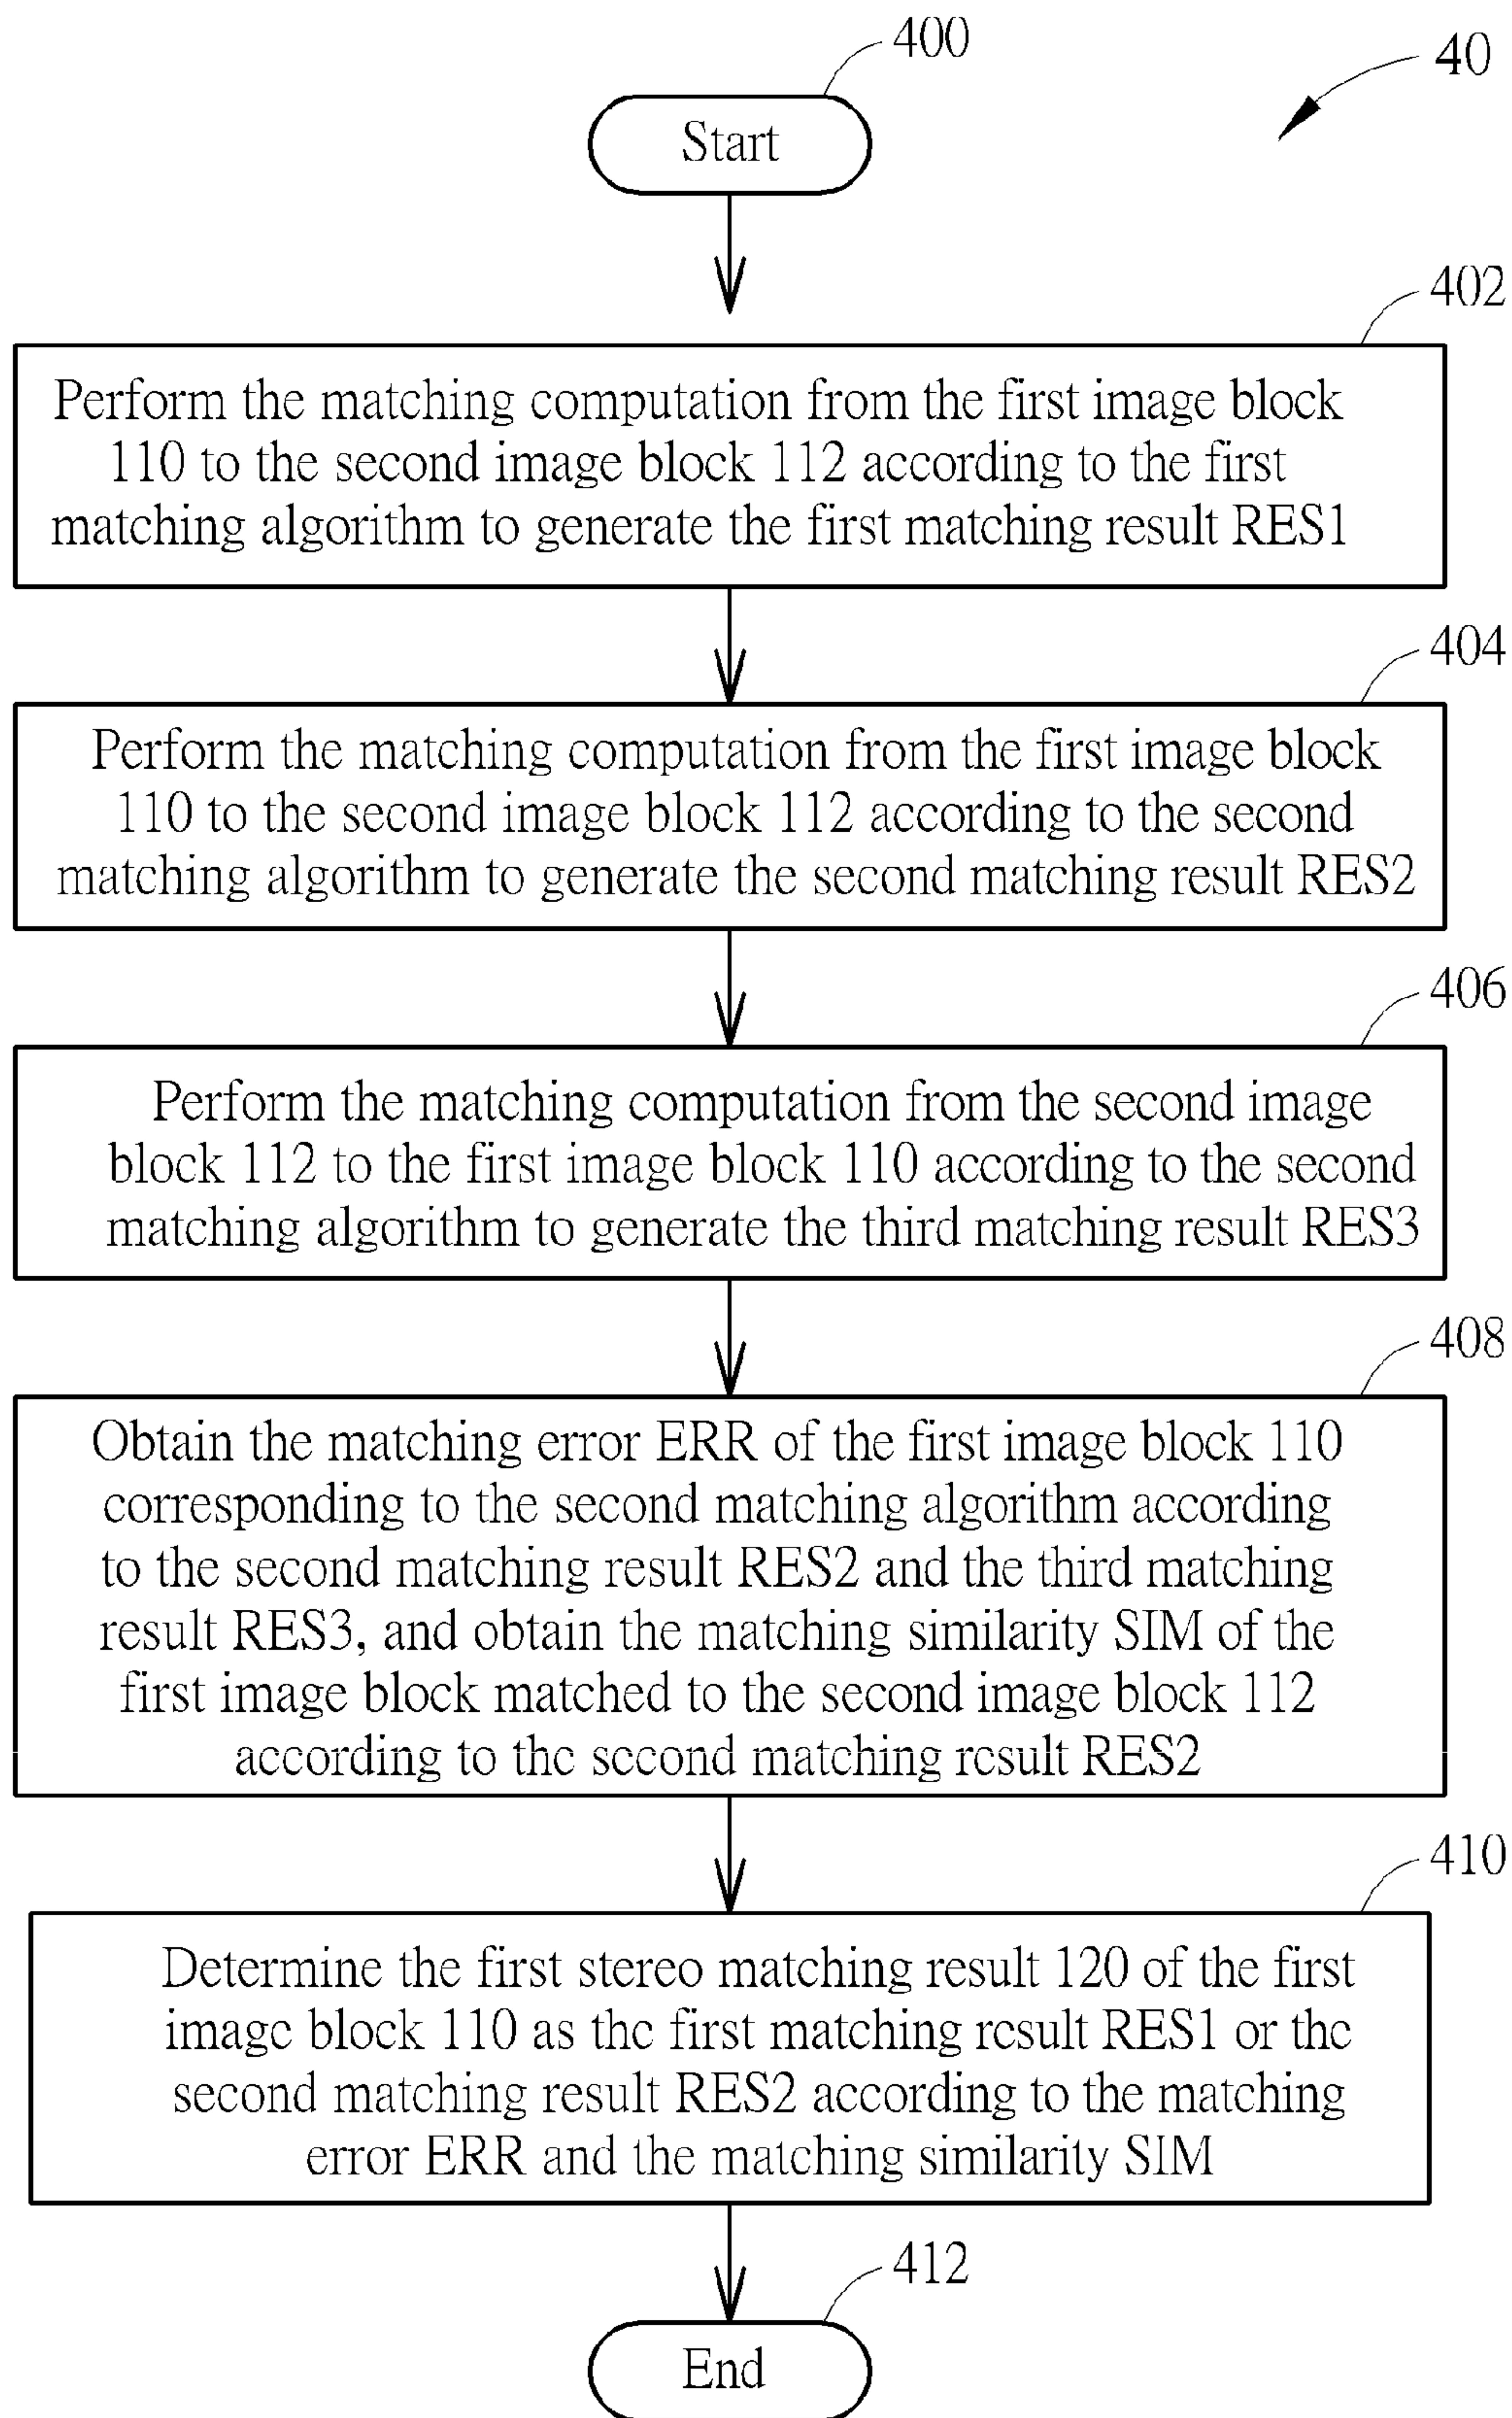 400
40
Start
402
Perform the matching computation from the first image block
110 to the second image block 112 according to the first
matching algorithm to generate the first matching result RES1
404
Perform the matching computation from the first image block
110 to the second image block 112 according to the second
matching algorithm to generate the second matching result RES2
406
Perform the matching computation from the second image
block 112 to the first image block 110 according to the second
matching algorithm to generate the third matching result RES3
408
Obtain the matching error ERR of the first image block 110
corresponding to the second matching algorithm according
to the second matching result RES2 and the third matching
result RES3, and obtain the matching similarity SIM of the
first image block matched to the second image block 112
according to the second matching result RES2
410
Determine the first stereo matching result 120 of the first
image block 110 as the first matching result RES1 or the
second matching result RES2 according to the matching
error ERR and the matching similarity SIM
412
End